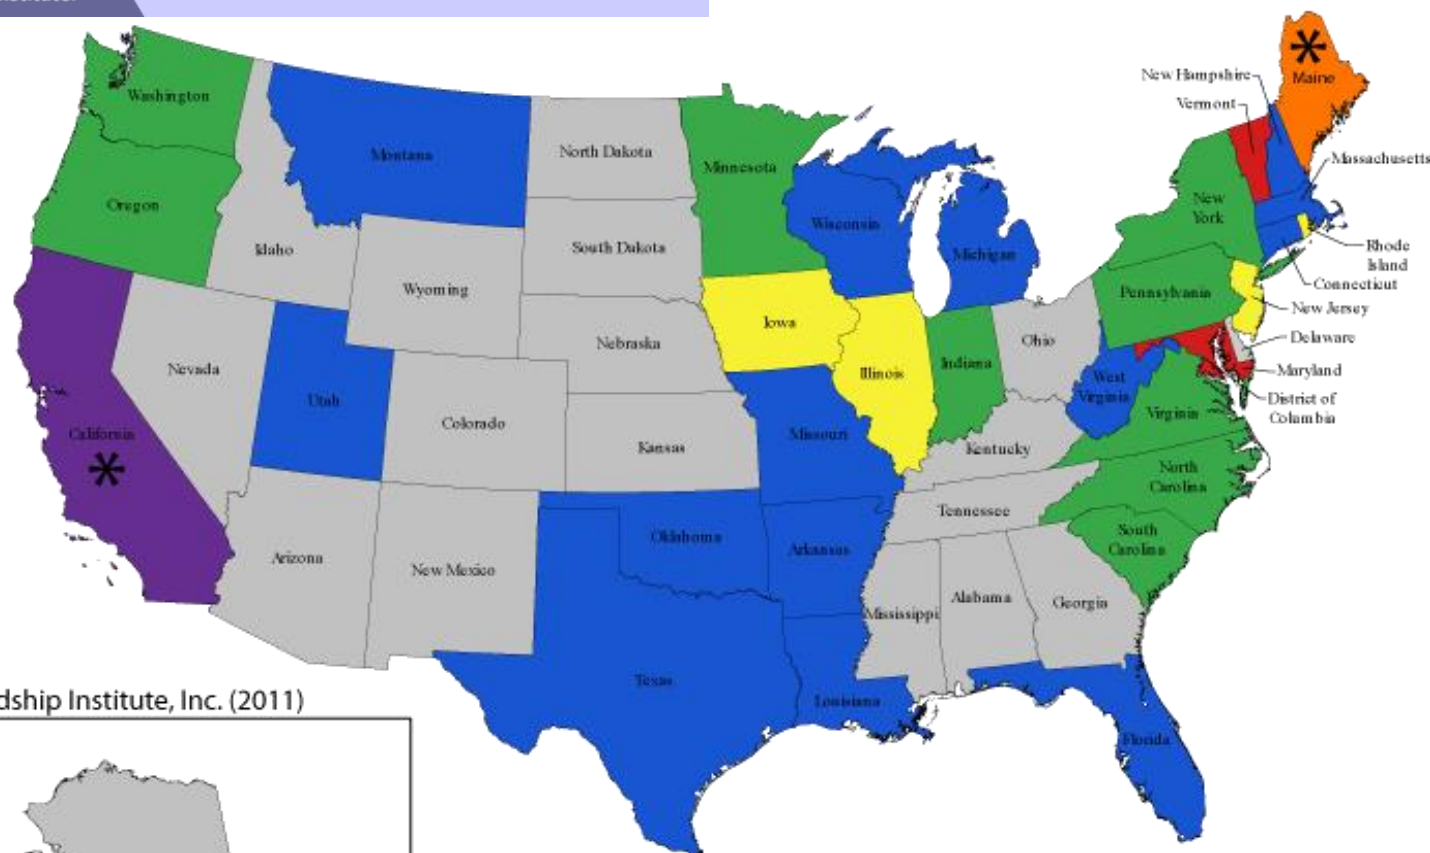 Maine
New Hampshire
Vermont
Washington
Montana
North Dakota
Minnesota
Massachusetts
Oregon
New
York
Wisconsin
Idaho
South Dakota
Michigan
Rhode
Island
Wyoming
Connecticut
Pennsylvania
New Jersey
Iowa
Nebraska
Ohio
Delaware
Nevada
Indiana
Illinois
Maryland
Utah
West
Virginia
District of
Columbia
Colorado
Virginia
California
Missouri
Kansas
Kentucky
North
Carolina
Tennessee
South
Carolina
Oklahoma
Arkansas
Arizona
New Mexico
Alabama
Georgia
Mississippi
Texas
Louisiana
dship Institute, Inc. (2011)
Florida